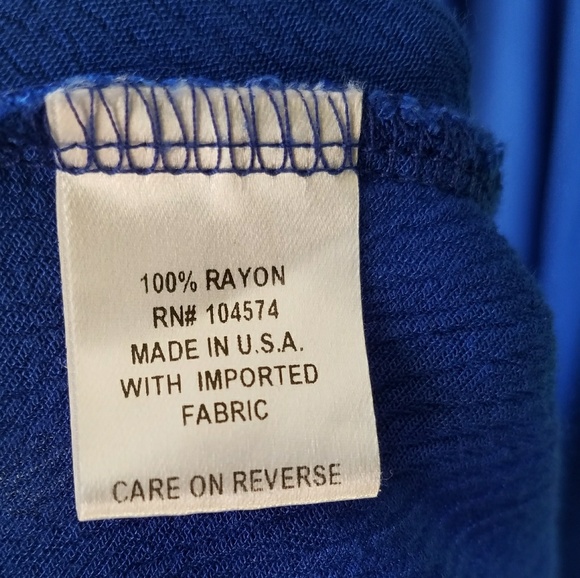 100% RAYON
RN# 104574
MADE IN U.S.A.
WITH IMPORTED
FABRIC
CARE ON REVERSE